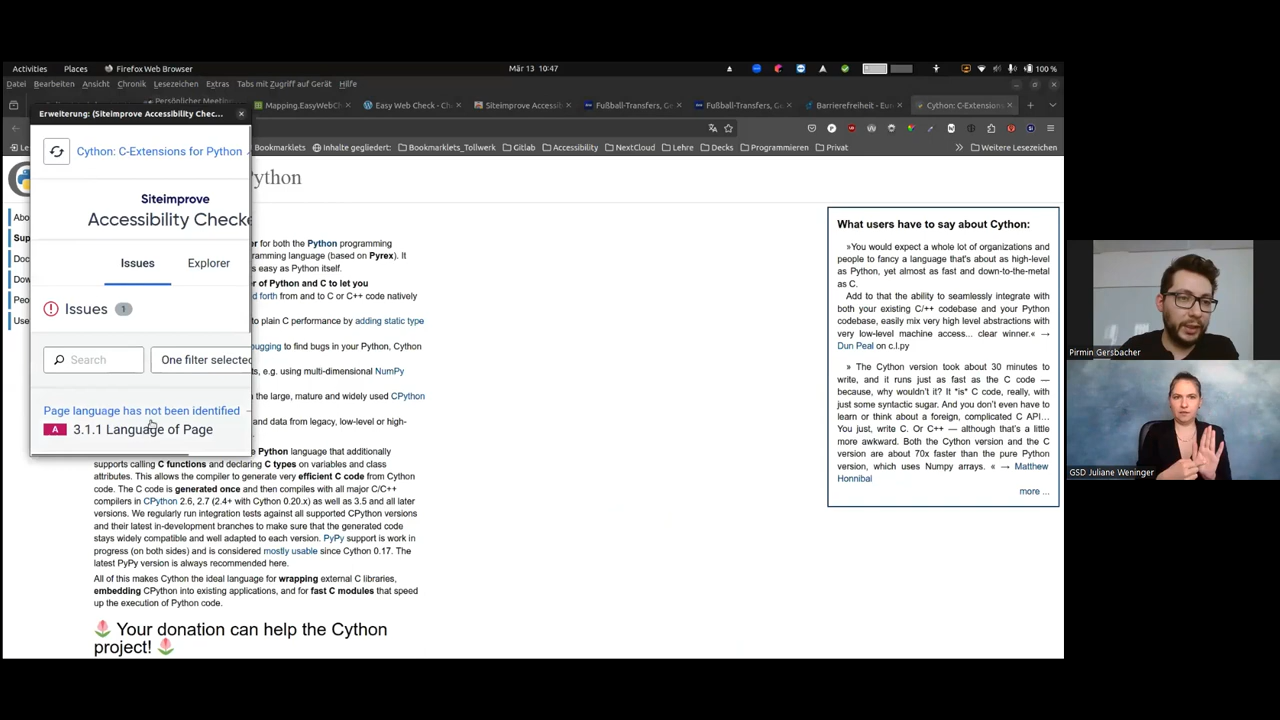 Activities Places Firefox Web Browser Mär 13 10:47 100 %
Datei Bearbeiten Ansicht Chronik Lesezeichen Extras Tabs mit Zugriff auf Gerät Hilfe
Persönlicher Meeting
Mapping.EasyWebC
Easy Web Check - Ch
Siteimprove Accessib
Fußball-Transfers, Ge
Fußball-Transfers, Ge
Barrierefreiheit - Eur
Cython: C-Extensions
Le
Bookmarklets Inhalte gegliedert: Bookmarklets_Tollwerk Gitlab Accessibility NextCloud Lehre Decks Programmieren Privat Weitere Lesezeichen
Erweiterung: (Siteimprove Accessibility Chec...
Cython: C-Extensions for Python
Siteimprove
Accessibility Checke
Issues Explorer
Issues 1
Search One filter selected
Page language has not been identified
A 3.1.1 Language of Page
ython
Abo
Sup
Doc
Dow
Peo
Use
or for both the Python programming
ramming language (based on Pyrex). It
s easy as Python itself.
er of Python and C to let you
d forth from and to C or C++ code natively
to plain C performance by adding static type
ugging to find bugs in your Python, Cython
ts, e.g. using multi-dimensional NumPy
n the large, mature and widely used CPython
and data from legacy, low-level or high-
Python language that additionally
supports calling C functions and declaring C types on variables and class
attributes. This allows the compiler to generate very efficient C code from Cython
code. The C code is generated once and then compiles with all major C/C++
compilers in CPython 2.6, 2.7 (2.4+ with Cython 0.20.x) as well as 3.5 and all later
versions. We regularly run integration tests against all supported CPython versions
and their latest in-development branches to make sure that the generated code
stays widely compatible and well adapted to each version. PyPy support is work in
progress (on both sides) and is considered mostly usable since Cython 0.17. The
latest PyPy version is always recommended here.
All of this makes Cython the ideal language for wrapping external C libraries,
embedding CPython into existing applications, and for fast C modules that speed
up the execution of Python code.
Your donation can help the Cython
project!
What users have to say about Cython:
»You would expect a whole lot of organizations and
people to fancy a language that's about as high-level
as Python, yet almost as fast and down-to-the-metal
as C.
Add to that the ability to seamlessly integrate with
both your existing C/++ codebase and your Python
codebase, easily mix very high level abstractions with
very low-level machine access... clear winner.« →
Dun Peal on c.l.py
» The Cython version took about 30 minutes to
write, and it runs just as fast as the C code —
because, why wouldn't it? It *is* C code, really, with
just some syntactic sugar. And you don't even have to
learn or think about a foreign, complicated C API...
You just, write C. Or C++ — although that's a little
more awkward. Both the Cython version and the C
version are about 70x faster than the pure Python
version, which uses Numpy arrays. « → Matthew
Honnibal
more ...
Pirmin Gersbacher
GSD Juliane Weninger